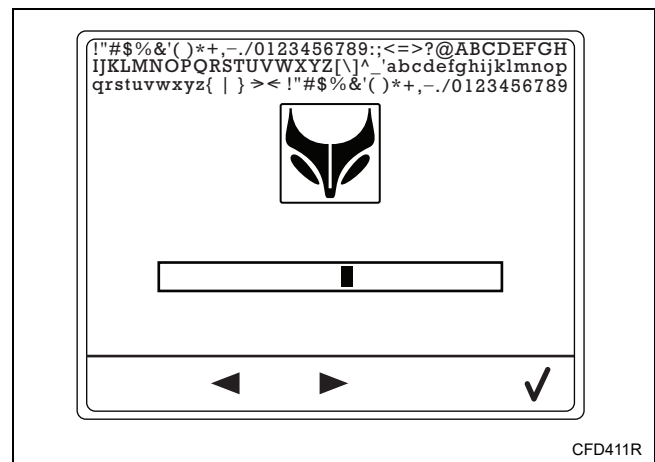 !"#$%&'( )*+,–./0123456789:;<=>?@ABCDEFGH
IJKLMNOPQRSTUVWXYZ[\]^_'abcdefghijklmnop
qrstuvwxyz{ | } ➔← !"#$%&'( )*+,–./0123456789
CFD411R